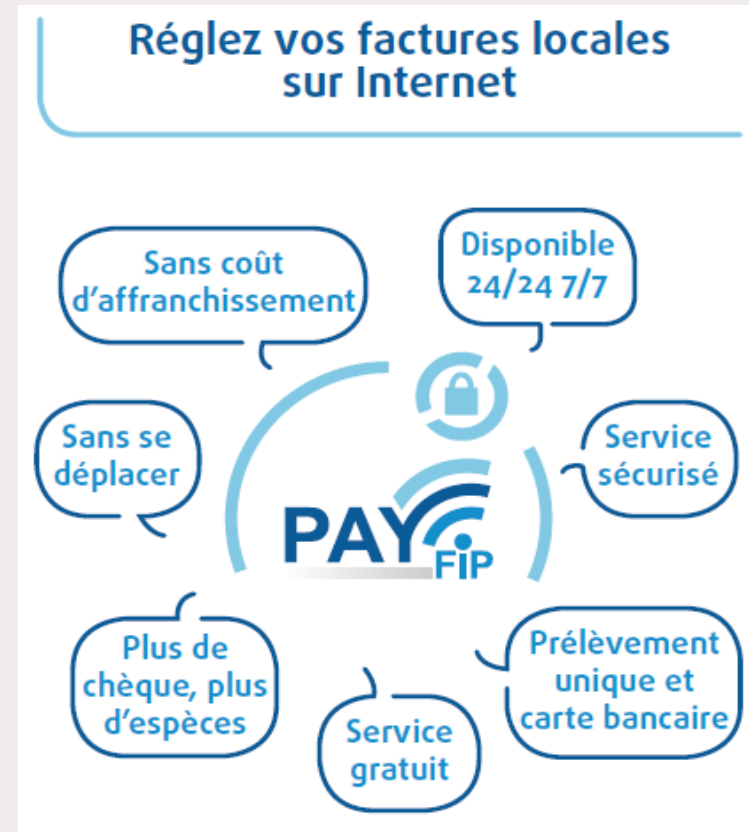 Réglez vos factures locales
sur Internet
Sans coût
d'affranchissement
Disponible
24/24 7/7
Sans se
déplacer
Service
sécurisé
PAY
FiP
Plus de
chèque, plus
d'espèces
Service
gratuit
Prélèvement
unique et
carte bancaire